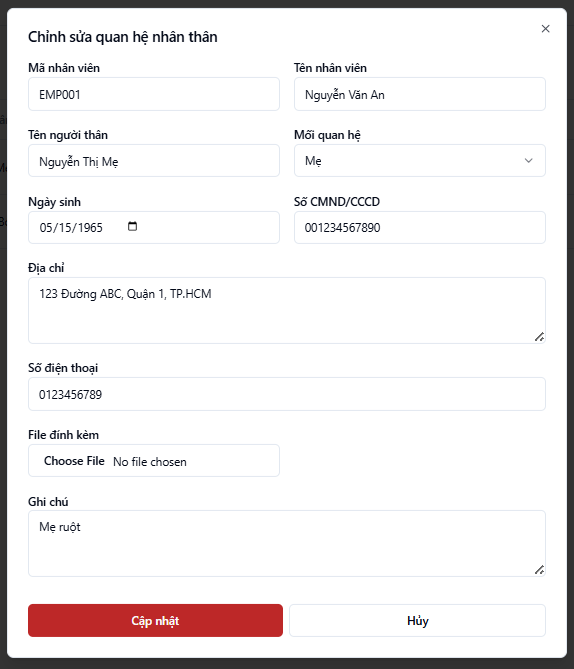 Chỉnh sửa quan hệ nhân thân
Mã nhân viên
Tên nhân viên
EMP001
Nguyễn Văn An
Tên người thân
Mối quan hệ
Nguyễn Thị Mẹ
Mẹ
Ngày sinh
Số CMND/CCCD
05/15/1965
001234567890
Địa chỉ
123 Đường ABC, Quận 1, TP.HCM
Số điện thoại
0123456789
File đính kèm
Choose File No file chosen
Ghi chú
Mẹ ruột
Cập nhật
Hủy